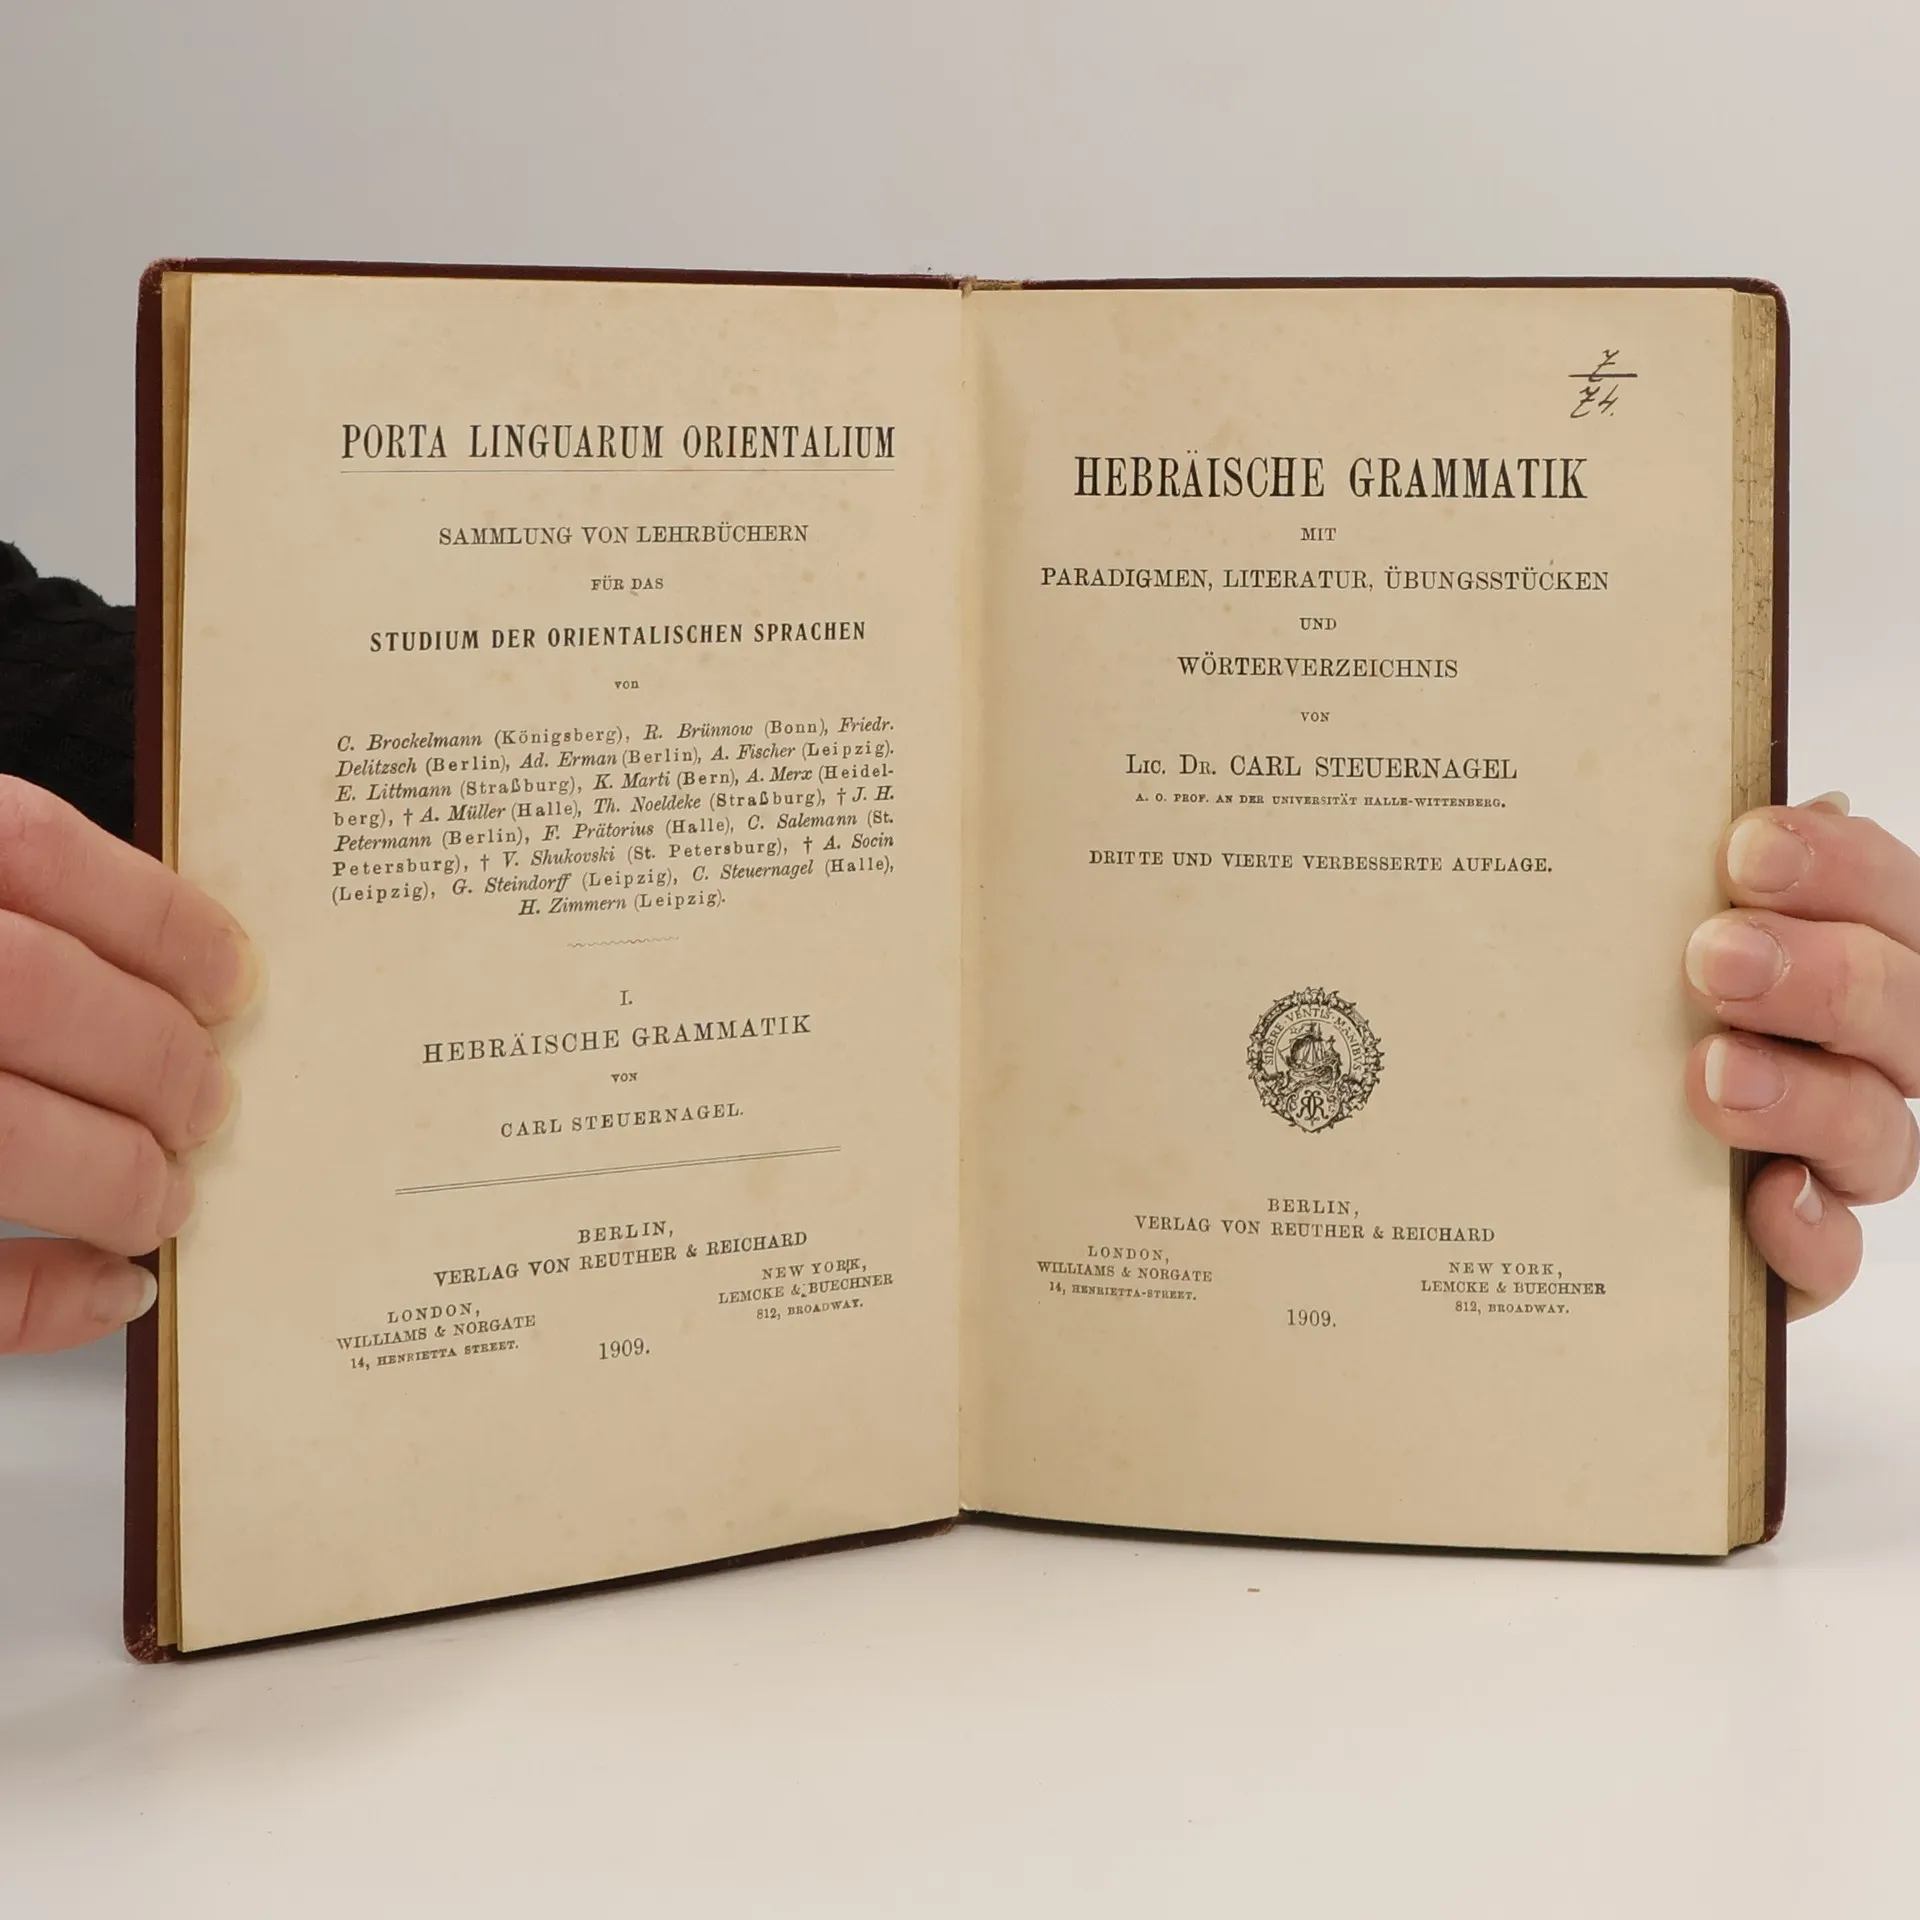 PORTA LINGUARUM ORIENTALIUM
SAMMLUNG VON LEHRBÜCHERN
FÜR DAS
STUDIUM DER ORIENTALISCHEN SPRACHEN
von
C. Brockelmann (Königsberg), R. Brünnow (Bonn), Friedr.
Delitzsch (Berlin), Ad. Erman (Berlin), A. Fischer (Leipzig).
E. Littmann (Straßburg), K. Marti (Bern), A. Merx (Heidel-
berg), † A. Müller (Halle), Th. Noeldeke (Straßburg), † J. H.
Petermann (Berlin), F. Prätorius (Halle), C. Salemann (St.
Petersburg), † V. Shukovski (St. Petersburg), † A. Socin
(Leipzig), G. Steindorff (Leipzig), C. Steuernagel (Halle),
H. Zimmern (Leipzig).
I.
HEBRÄISCHE GRAMMATIK
VON
CARL STEUERNAGEL.
BERLIN,
VERLAG VON REUTHER & REICHARD
LONDON,
WILLIAMS & NORGATE
14, HENRIETTA STREET.
1909.
NEW YORK,
LEMCKE & BUECHNER
812, BROADWAY.
7
74.
HEBRÄISCHE GRAMMATIK
MIT
PARADIGMEN, LITERATUR, ÜBUNGSSTÜCKEN
UND
WÖRTERVERZEICHNIS
VON
LIC. DR. CARL STEUERNAGEL
A. O. PROF. AN DER UNIVERSITÄT HALLE-WITTENBERG.
DRITTE UND VIERTE VERBESSERTE AUFLAGE.
SIDERE·VENTIS·MANIBVS
RR
BERLIN,
VERLAG VON REUTHER & REICHARD
LONDON,
WILLIAMS & NORGATE
14, HENRIETTA-STREET.
1909.
NEW YORK,
LEMCKE & BUECHNER
812, BROADWAY.